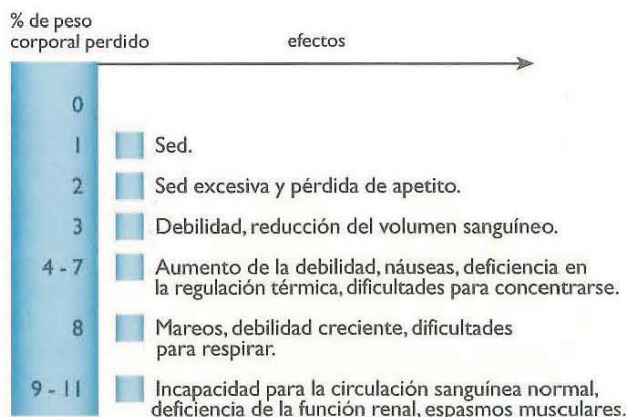 % de peso
corporal perdido
efectos
0
1
Sed.
2
Sed excesiva y pérdida de apetito.
3
Debilidad, reducción del volumen sanguíneo.
4 - 7
Aumento de la debilidad, náuseas, deficiencia en
la regulación térmica, dificultades para concentrarse.
8
Mareos, debilidad creciente, dificultades
para respirar.
9 - 11
Incapacidad para la circulación sanguínea normal,
deficiencia de la función renal, espasmos musculares.